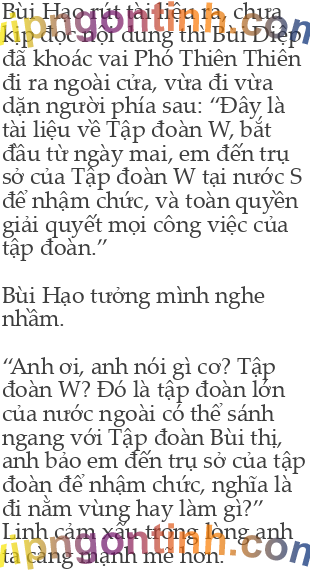 Bùi Hạo rút tài liệu ra, chưa
kịp đọc nội dung thì Bùi Điệp
đã khoác vai Phó Thiên Thiên
đi ra ngoài cửa, vừa đi vừa
dặn người phía sau: “Đây là
tài liệu về Tập đoàn W, bắt
đầu từ ngày mai, em đến trụ
sở của Tập đoàn W tại nước S
để nhậm chức, và toàn quyền
giải quyết mọi công việc của
tập đoàn.”
Bùi Hạo tưởng mình nghe
nhầm.
“Anh ơi, anh nói gì cơ? Tập
đoàn W? Đó là tập đoàn lớn
của nước ngoài có thể sánh
ngang với Tập đoàn Bùi thị,
anh bảo em đến trụ sở của tập
đoàn để nhậm chức, nghĩa là
đi nằm vùng hay làm gì?”
Linh cảm xấu trong lòng anh
ta càng mạnh mẽ hơn.